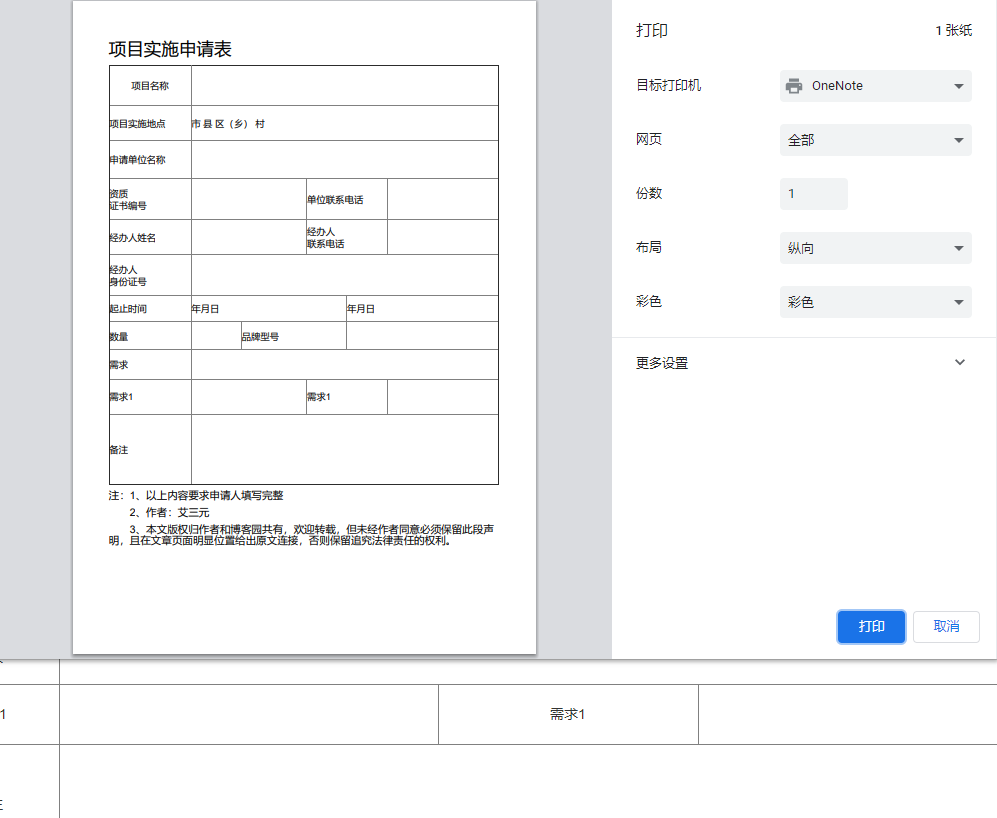 项目实施申请表
项目名称
项目实施地点 市 县 区（乡） 村
申请单位名称
资质
证书编号
单位联系电话
经办人姓名
经办人
联系电话
经办人
身份证号
起止时间 年月日 年月日
数量 品牌型号
需求
需求1 需求1
备注
注：1、以上内容要求申请人填写完整
2、作者：艾三元
3、本文版权归作者和博客园共有，欢迎转载，但未经作者同意必须保留此段声
明，且在文章页面明显位置给出原文连接，否则保留追究法律责任的权利。
打印 1 张纸
目标打印机 OneNote
网页 全部
份数 1
布局 纵向
彩色 彩色
更多设置
打印 取消
1 需求1